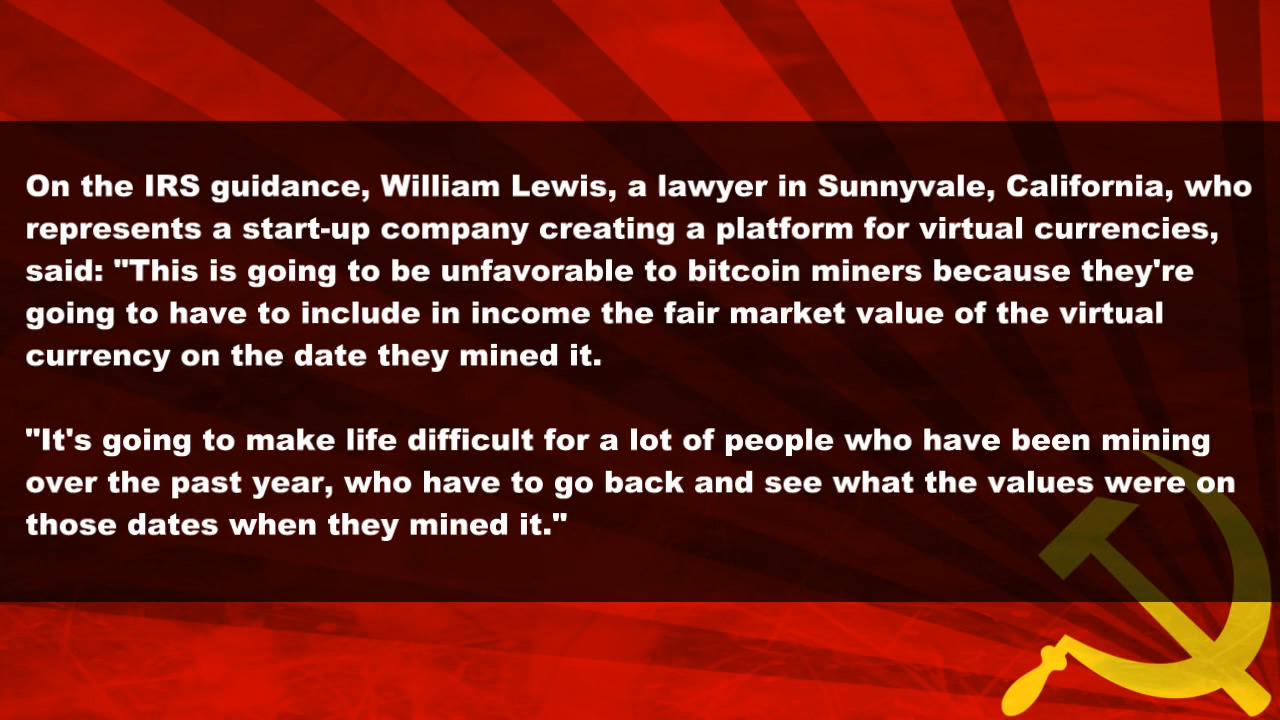 On the IRS guidance, William Lewis, a lawyer in Sunnyvale, California, who
represents a start-up company creating a platform for virtual currencies,
said: "This is going to be unfavorable to bitcoin miners because they're
going to have to include in income the fair market value of the virtual
currency on the date they mined it.
"It's going to make life difficult for a lot of people who have been mining
over the past year, who have to go back and see what the values were on
those dates when they mined it."